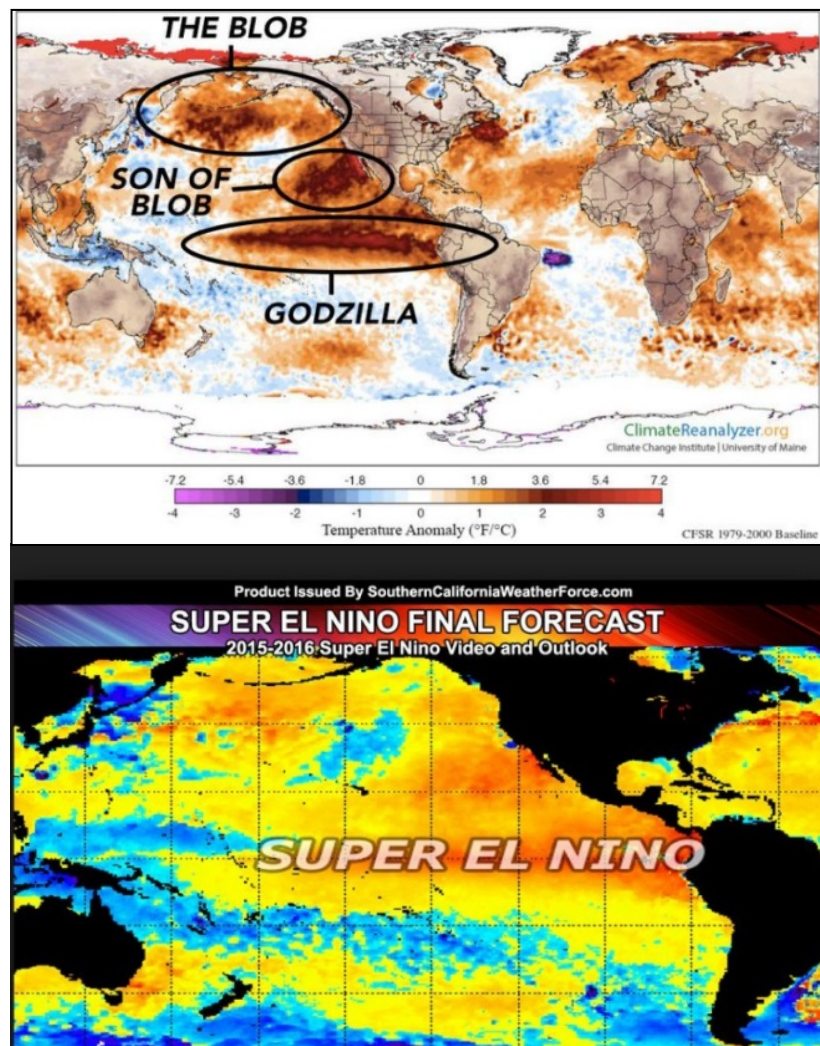 THE BLOB
SON OF
BLOB
GODZILLA
ClimateReanalyzer.org
Climate Change Institute | University of Maine
-7.2 -5.4 -3.6 -1.8 0 1.8 3.6 5.4 7.2
-4 -3 -2 -1 0 1 2 3 4
Temperature Anomaly (°F/°C)
CFSR 1979-2000 Baseline
Product Issued By SouthernCaliforniaWeatherForce.com
SUPER EL NINO FINAL FORECAST
2015-2016 Super El Nino Video and Outlook
SUPER EL NINO